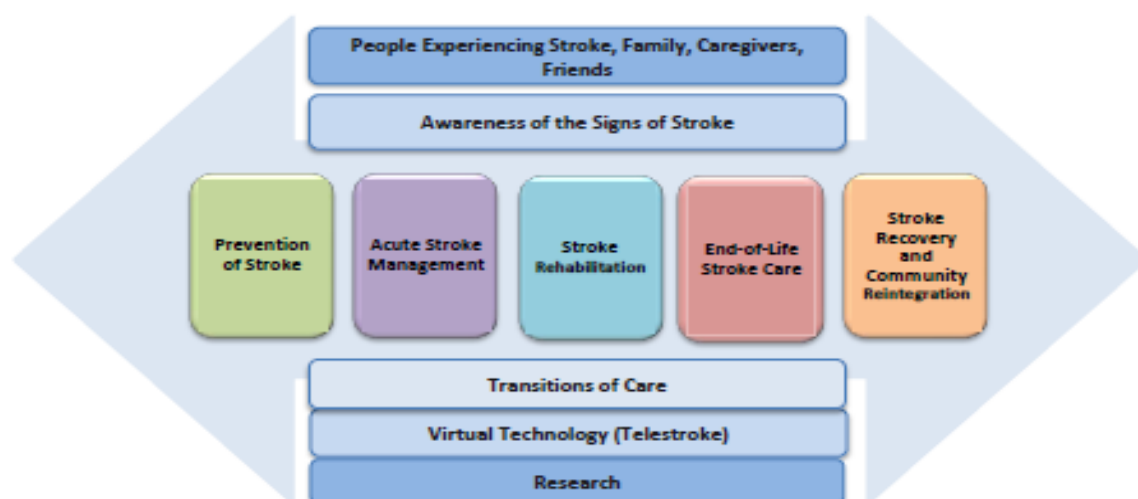 People Experiencing Stroke, Family, Caregivers,
Friends
Awareness of the Signs of Stroke
Prevention
of Stroke
Acute Stroke
Management
Stroke
Rehabilitation
End-of-Life
Stroke Care
Stroke
Recovery
and
Community
Reintegration
Transitions of Care
Virtual Technology (Telestroke)
Research